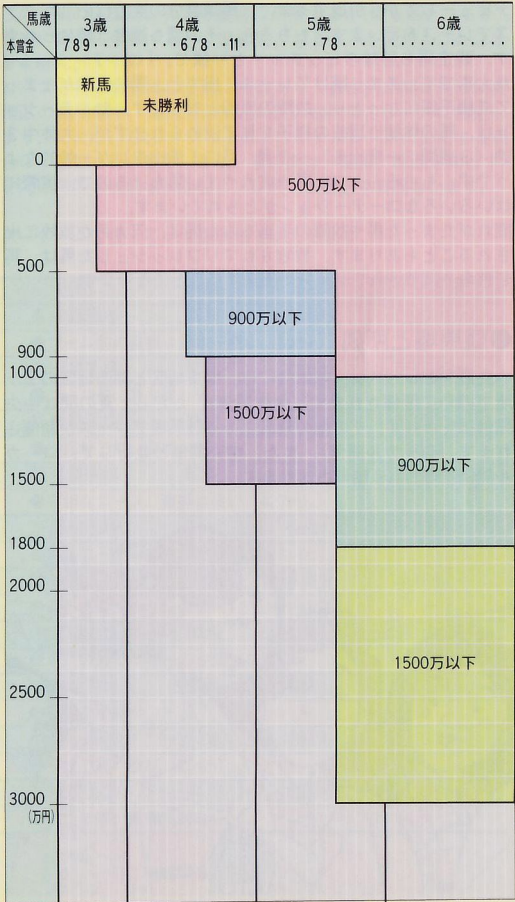 馬歳
本賞金
3歳
4歳
5歳
6歳
789・・・・
・・・・・・678・・11・
・・・・・・・78・・・・
・・・・・・・・・・・・・
新馬
未勝利
0
500万以下
500
900万以下
900
1000
1500万以下
900万以下
1500
1800
2000
1500万以下
2500
3000
(万円)